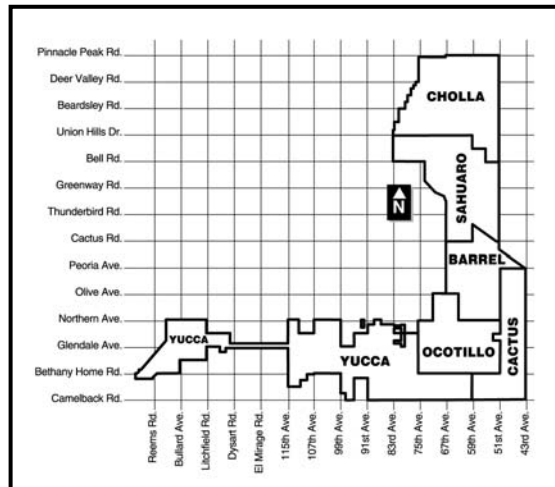 Pinnacle Peak Rd.
Deer Valley Rd.
Beardsley Rd.
Union Hills Dr.
Bell Rd.
Greenway Rd.
Thunderbird Rd.
Cactus Rd.
Peoria Ave.
Olive Ave.
Northern Ave.
Glendale Ave.
Bethany Home Rd.
Camelback Rd.
CHOLLA
SAHUARO
N
BARREL
YUCCA
YUCCA
OCOTILLO
CACTUS
Reems Rd.
Bullard Ave.
Litchfield Rd.
Dysart Rd.
El Mirage Rd.
115th Ave.
107th Ave.
99th Ave.
91st Ave.
83rd Ave.
75th Ave.
67th Ave.
59th Ave.
51st Ave.
43rd Ave.